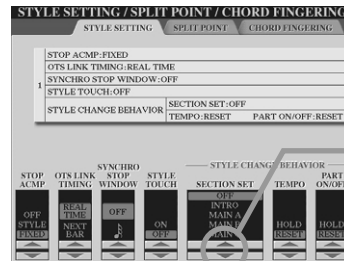 STYLE SETTING / SPLIT POINT / CHORD FINGERING
STYLE SETTING SPLIT POINT CHORD FINGERING
1
STOP ACMP:FIXED
OTS LINK TIMING:REAL TIME
SYNCHRO STOP WINDOW:OFF
STYLE TOUCH:OFF
STYLE CHANGE BEHAVIOR SECTION SET:OFF
TEMPO:RESET PART ON/OFF:RESET
STYLE CHANGE BEHAVIOR
STOP ACMP
OTS LINK TIMING
SYNCHRO STOP WINDOW
STYLE TOUCH
SECTION SET
TEMPO
PART ON/OFF
OFF
STYLE
FIXED
REAL TIME
NEXT BAR
OFF
ON
OFF
OFF
INTRO
MAIN A
MAIN B
HOLD
RESET
HOLD
RESET